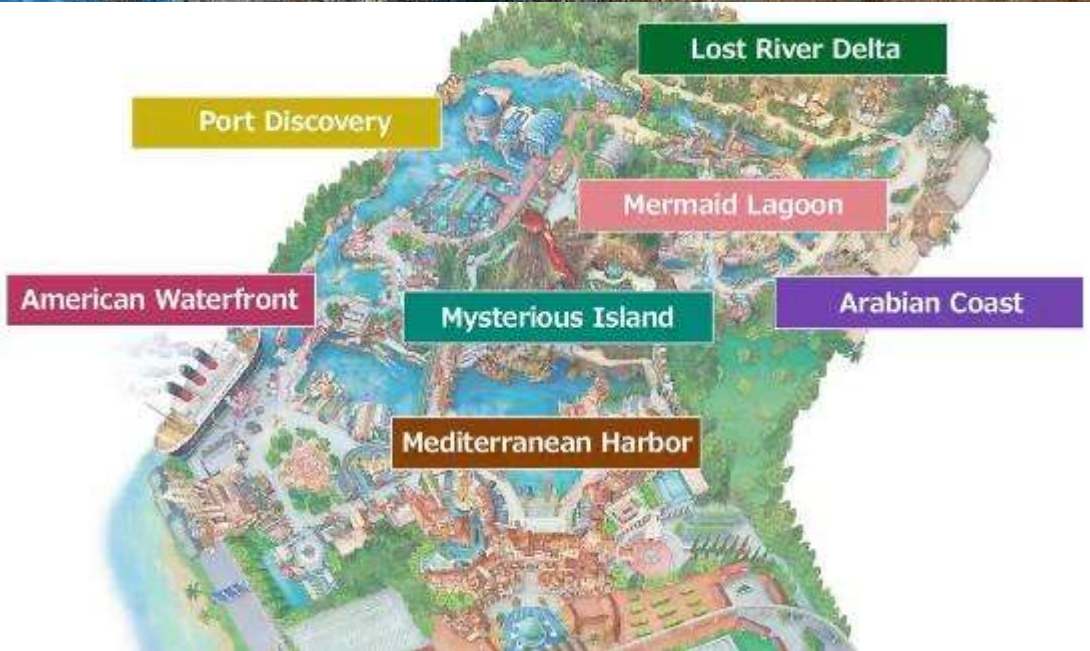 Lost River Delta
Port Discovery
Mermaid Lagoon
American Waterfront
Mysterious Island
Arabian Coast
Mediterranean Harbor